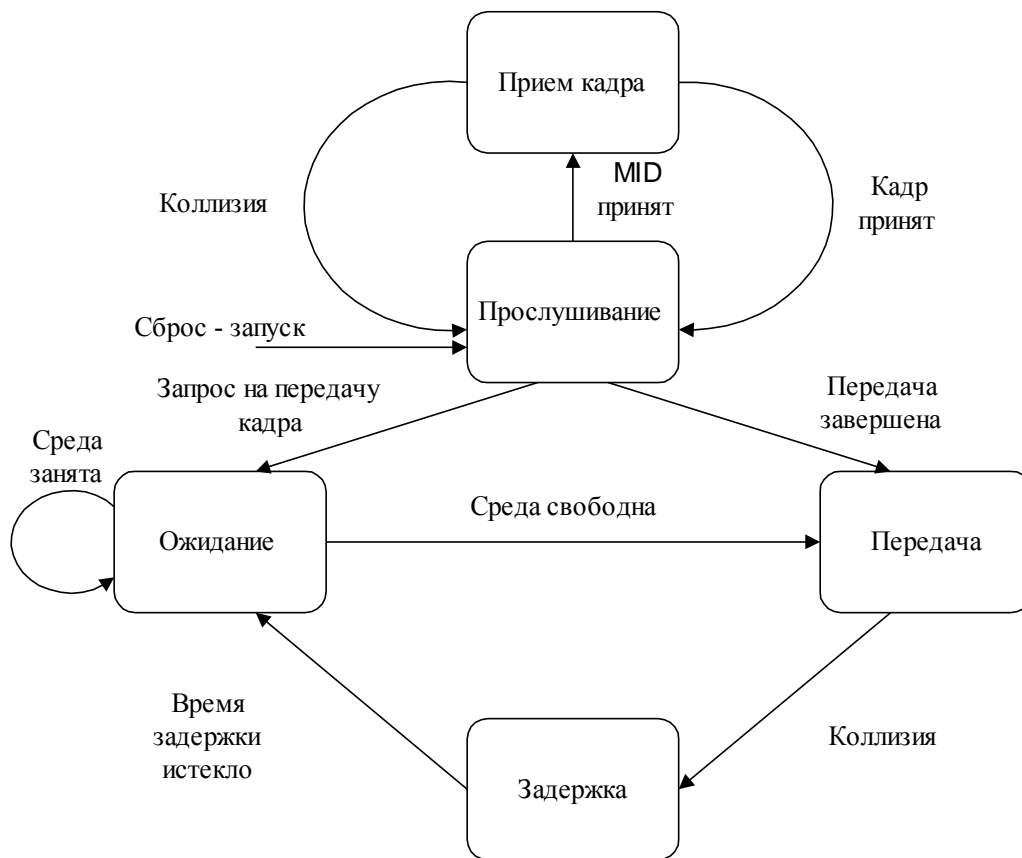 Прием кадра
MID
принят
Коллизия
Кадр
принят
Прослушивание
Сброс - запуск
Запрос на передачу
кадра
Передача
завершена
Среда
занята
Среда свободна
Ожидание
Передача
Время
задержки
истекло
Коллизия
Задержка